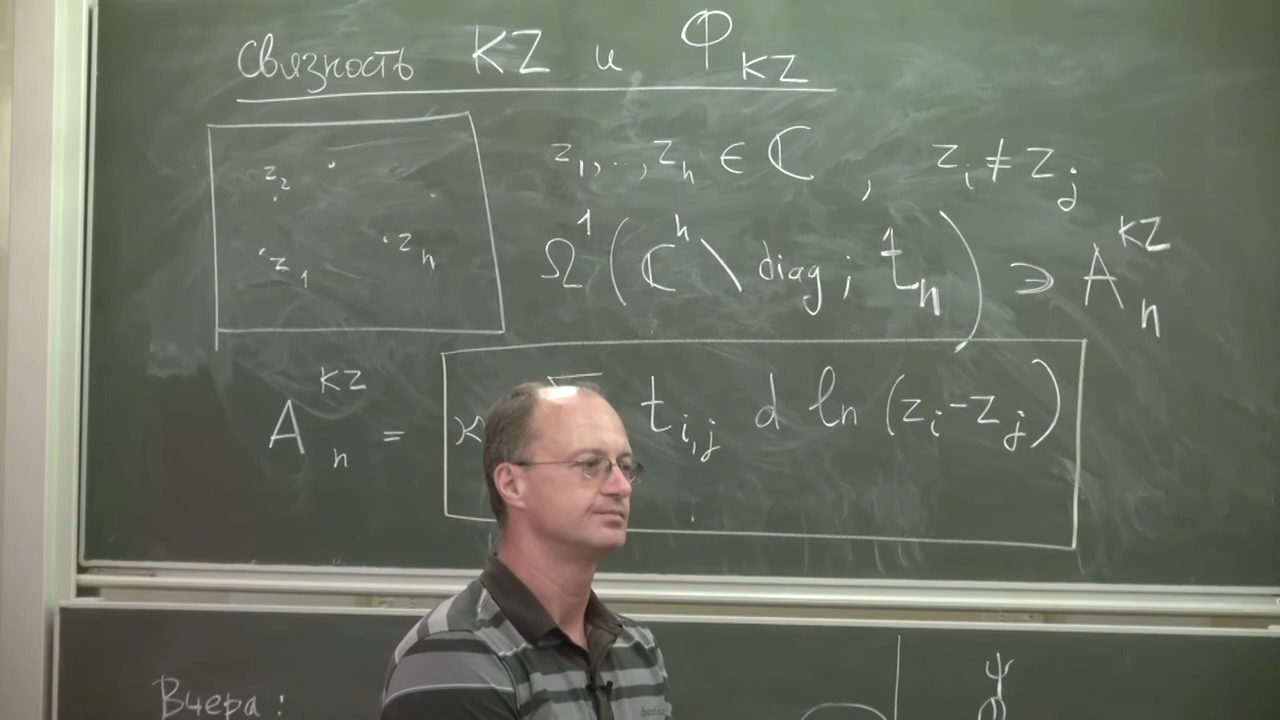 Связность KZ и Φ_KZ
z_1, .., z_n ∈ ℂ , z_i ≠ z_j
z_2
z_1
z_n
Ω^1 (ℂ^n \ diag ; t_n^1) ∋ A_n^KZ
A_n^KZ = ϰ Σ t_{i,j} d ln (z_i - z_j)
Вчера :
ψ